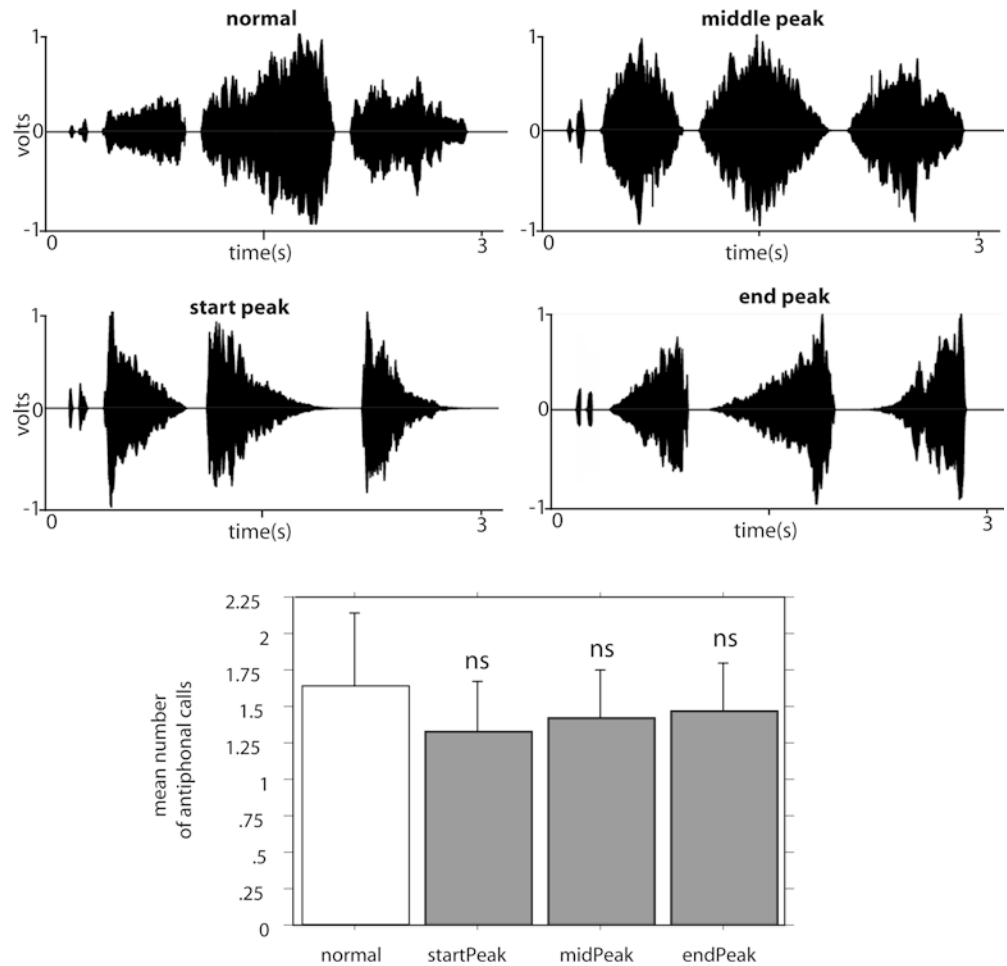 normal
1
0
-1
volts
0
3
time(s)
middle peak
1
0
-1
0
3
time(s)
start peak
1
0
-1
volts
0
3
time(s)
end peak
1
0
-1
0
3
time(s)
mean number
of antiphonal calls
2.25
2
1.75
1.5
1.25
1
.75
.5
.25
0
ns
ns
ns
normal
startPeak
midPeak
endPeak